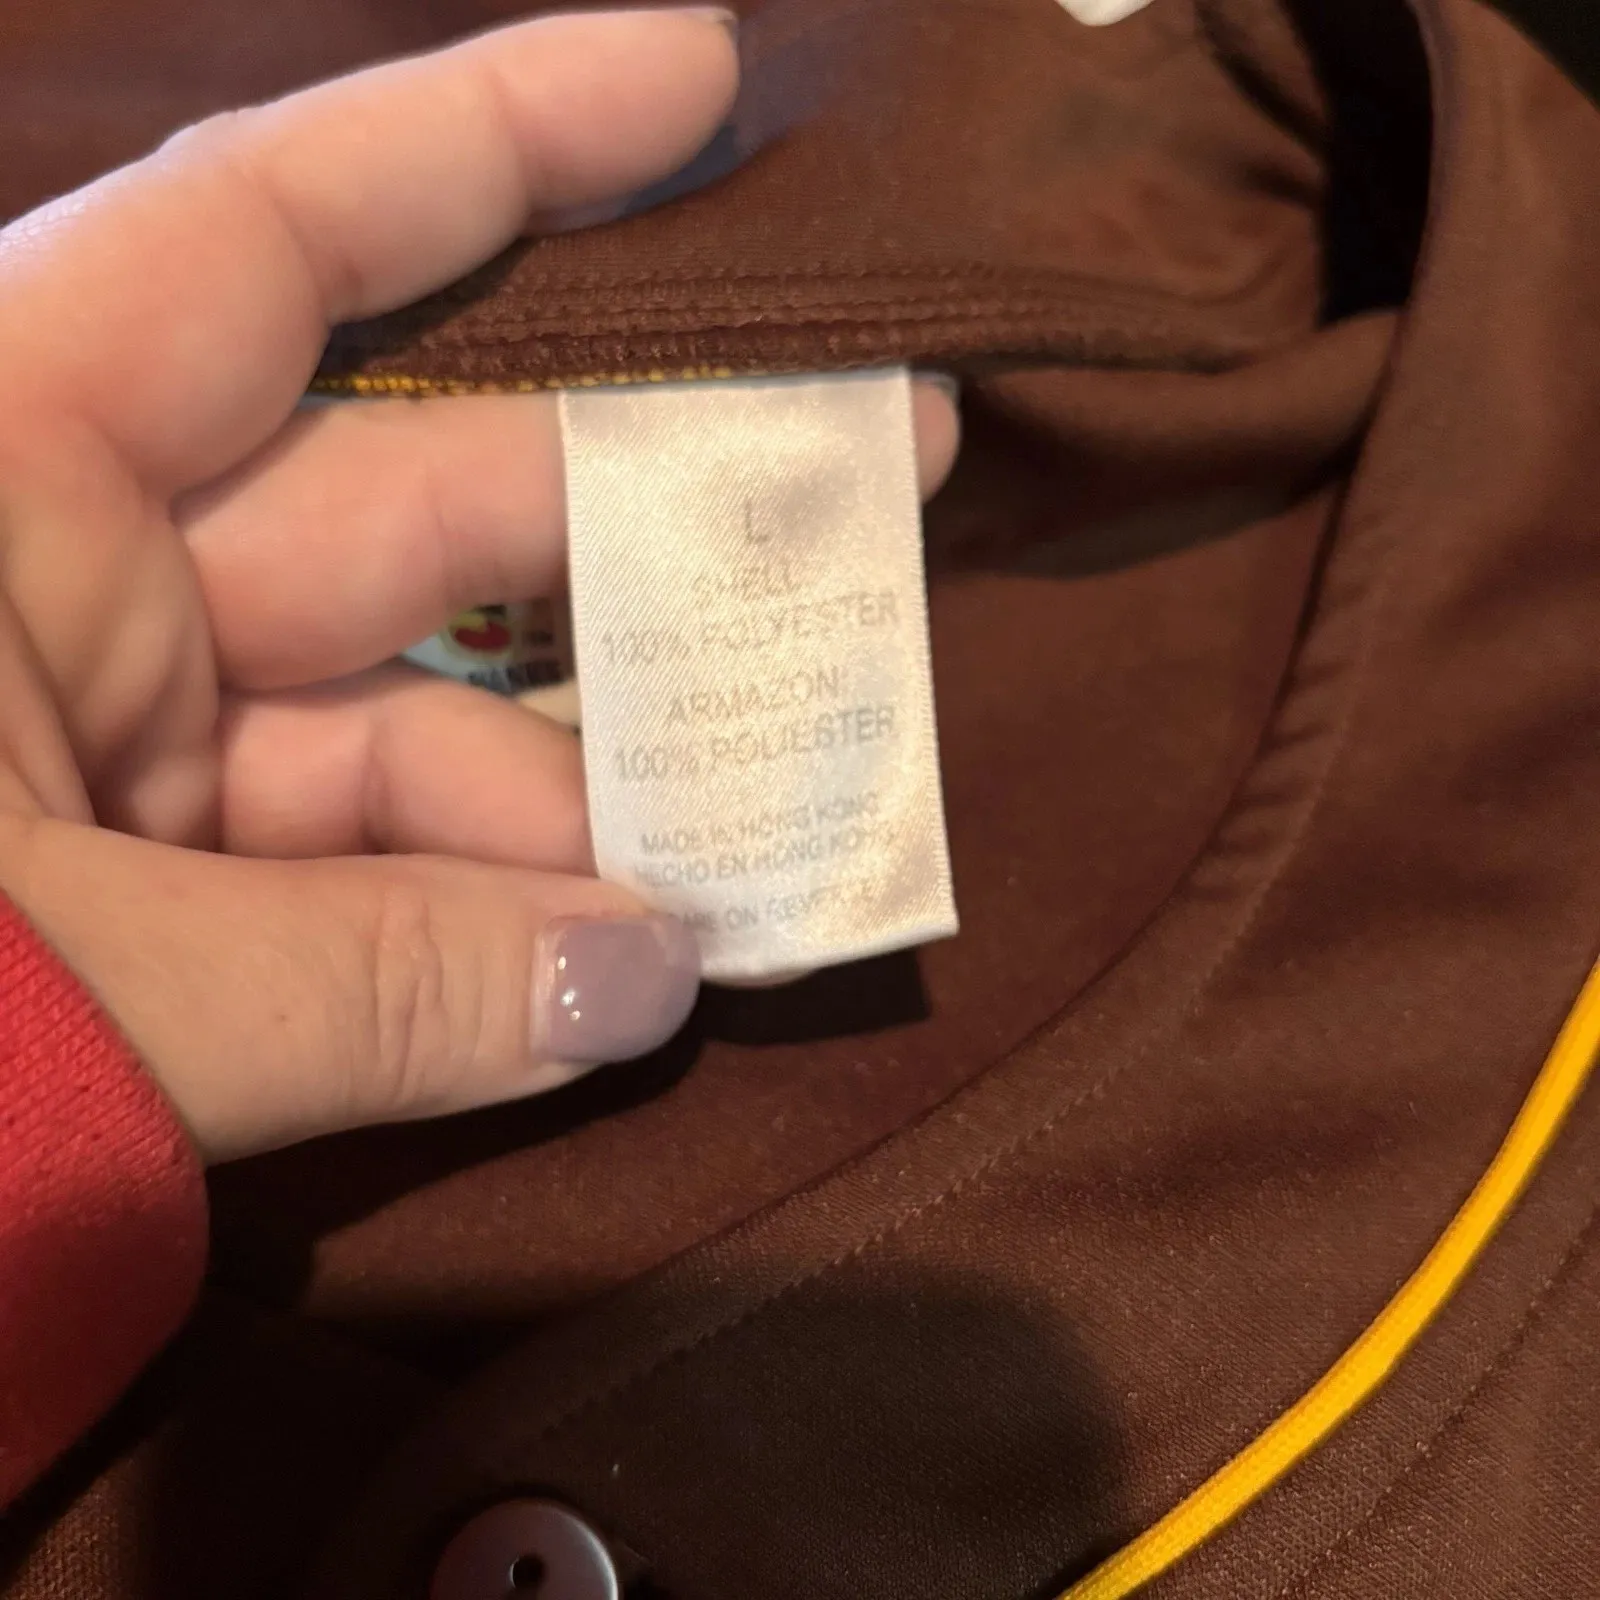 L
SHELL
100% POLYESTER
ARMAZON:
100% POLIESTER
MADE IN HONG KONG
HECHO EN HONG KONG
CARE ON REVERSE